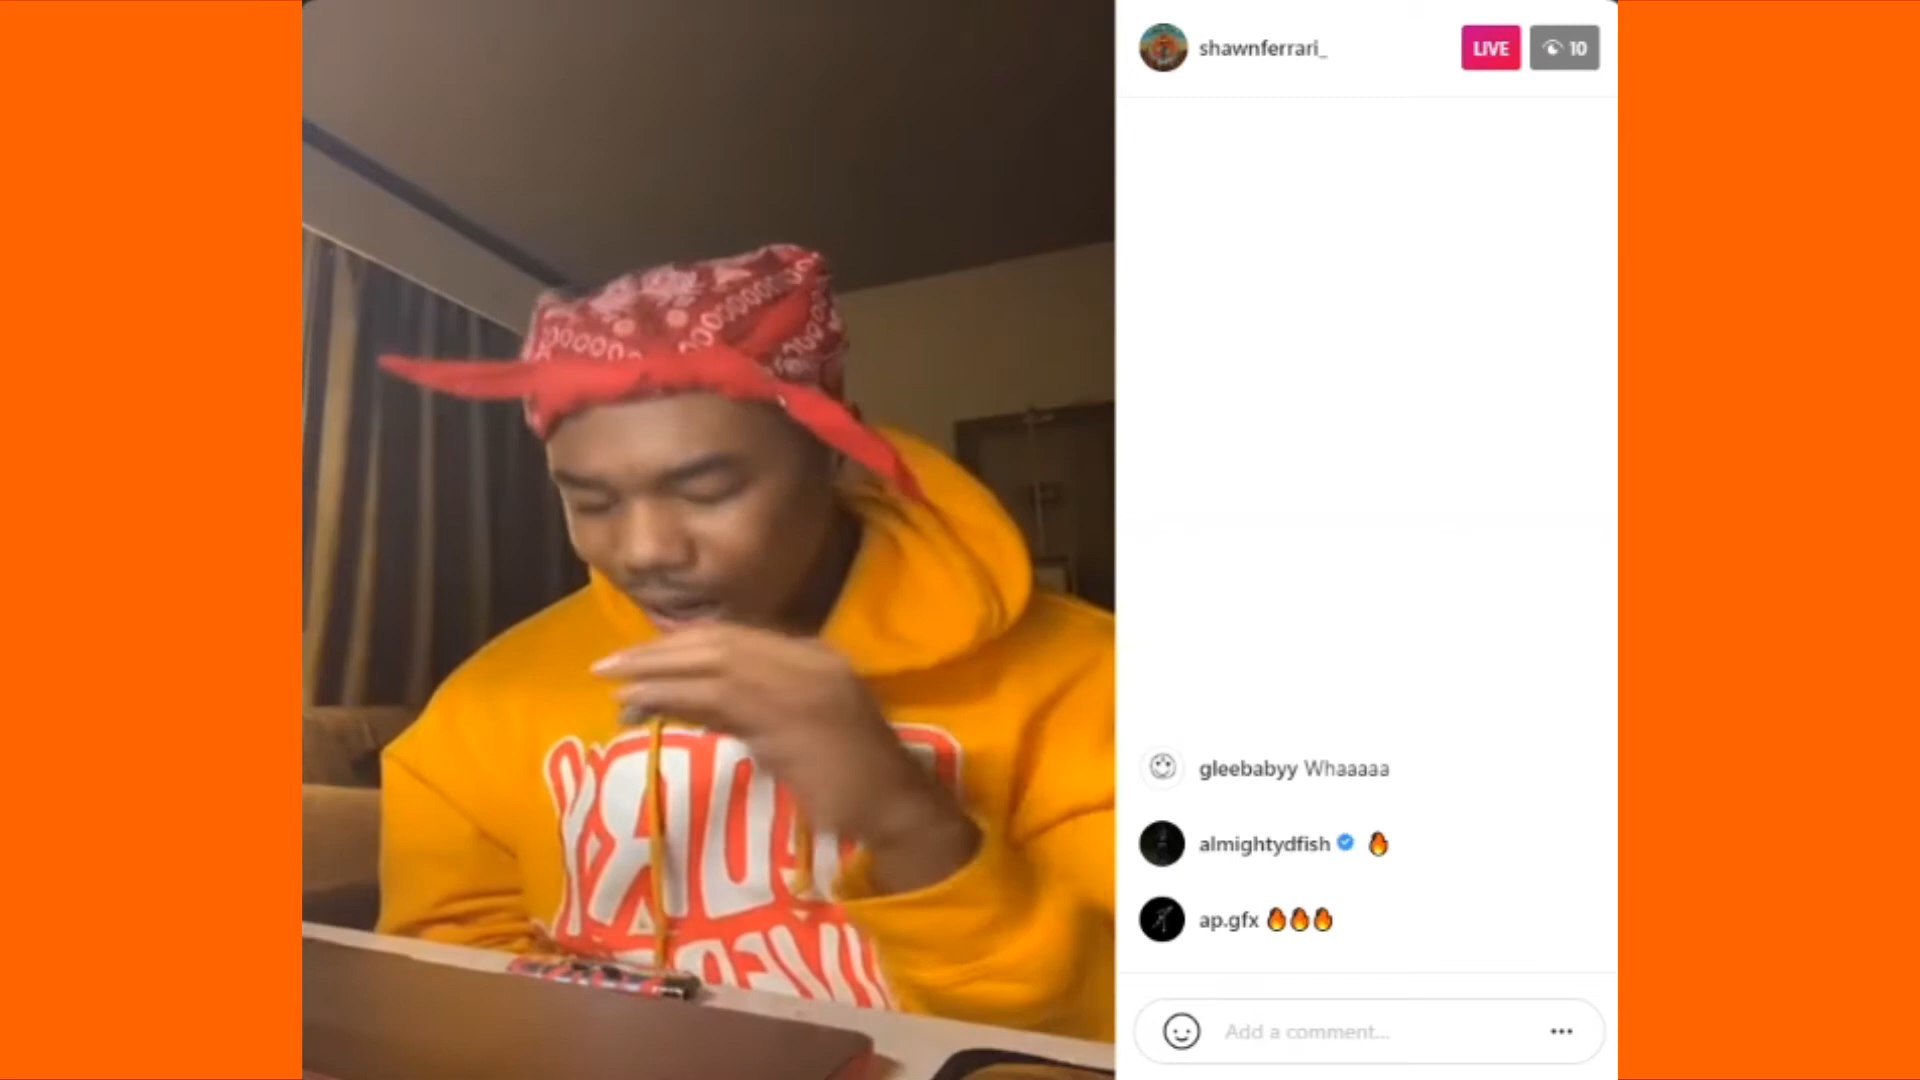 shawnferrari_
LIVE
10
gleebabyy Whaaaaa
almightydfish 🔥
ap.gfx 🔥🔥🔥
Add a comment...